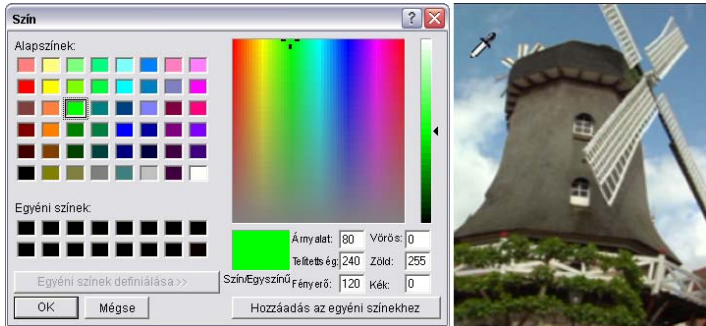 Szín
Alapszínek:
Egyéni színek:
Egyéni színek definiálása >>
OK
Mégse
Szín/Egyszínű
Árnyalat: 80
Telítettség: 240
Fényerő: 120
Vörös: 0
Zöld: 255
Kék: 0
Hozzáadás az egyéni színekhez